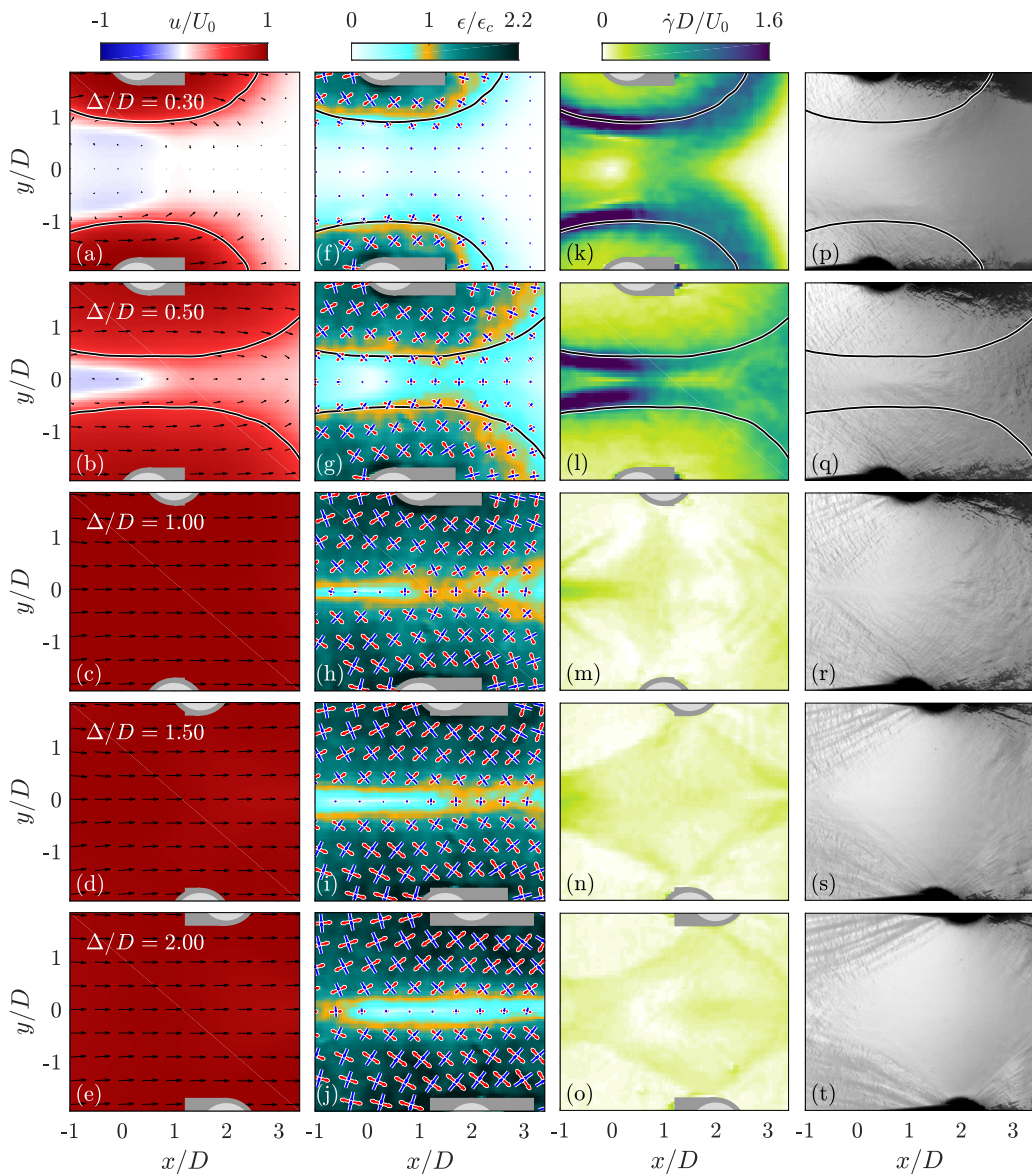 -1 u/U₀ 1
0 1 ϵ/ϵ_c 2.2
0 γ̇D/U₀ 1.6
Δ/D = 0.30
y/D
1
0
-1
(a) (f) (k) (p)
Δ/D = 0.50
y/D
1
0
-1
(b) (g) (l) (q)
Δ/D = 1.00
y/D
1
0
-1
(c) (h) (m) (r)
Δ/D = 1.50
y/D
1
0
-1
(d) (i) (n) (s)
Δ/D = 2.00
y/D
1
0
-1
(e) (j) (o) (t)
-1 0 1 2 3 -1 0 1 2 3 -1 0 1 2 3 -1 0 1 2 3
x/D x/D x/D x/D